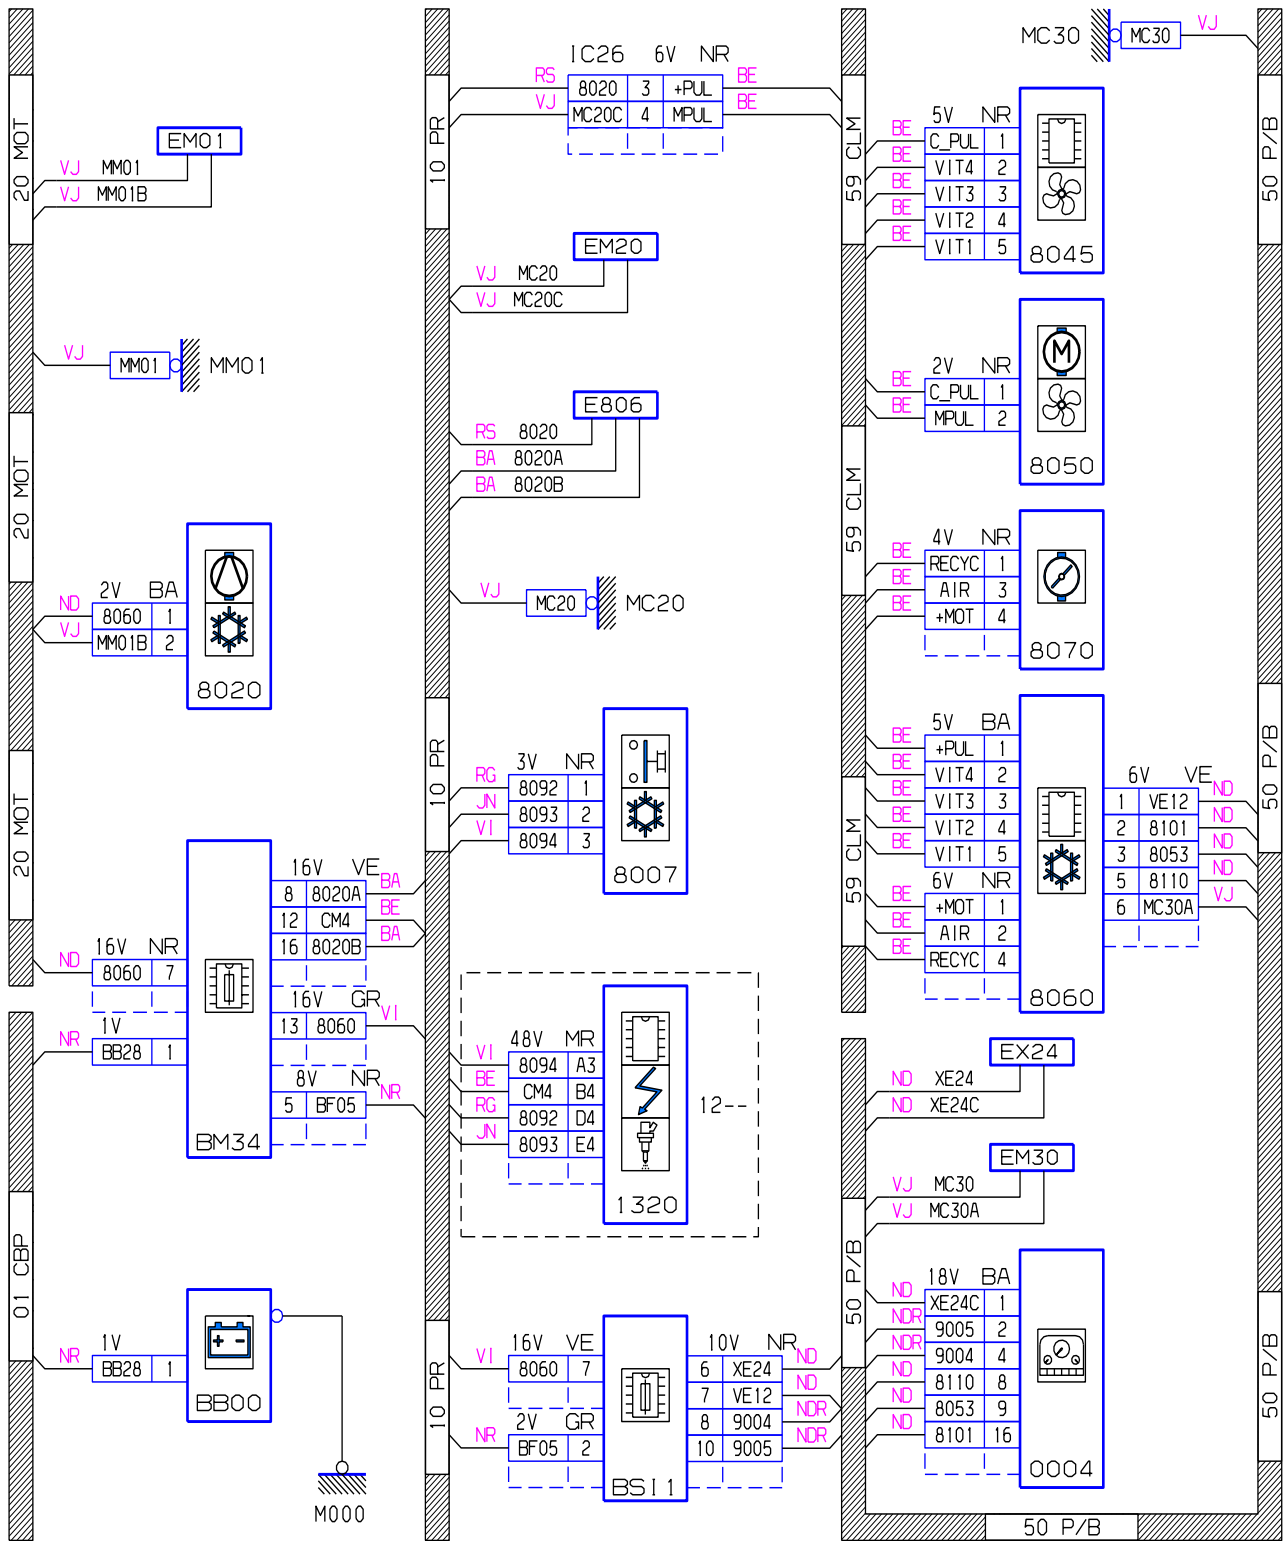 20 MOT
EM01
VJ MM01
VJ MM01B
VJ MM01 MM01
20 MOT
2V BA
ND 8060 1
VJ MM01B 2
8020
20 MOT
16V VE
8 8020A BA
12 CM4 BE
16 8020B BA
16V NR
ND 8060 7
16V GR
13 8060 VI
1V
NR BB28 1
8V NR
5 BF05 NR
BM34
01 CBP
1V
NR BB28 1
BB00
M000
10 PR
IC26 6V NR
RS 8020 3 +PUL BE
VJ MC20C 4 MPUL BE
EM20
VJ MC20
VJ MC20C
E806
RS 8020
BA 8020A
BA 8020B
VJ MC20 MC20
10 PR
3V NR
RG 8092 1
JN 8093 2
VI 8094 3
8007
48V MR
VI 8094 A3
BE CM4 B4
RG 8092 D4
JN 8093 E4
1320
12--
10 PR
16V VE
VI 8060 7
2V GR
NR BF05 2
10V NR
6 XE24 ND
7 VE12 ND
8 9004 NDR
10 9005 NDR
BSI1
MC30 MC30 VJ
59 CLM
5V NR
BE C_PUL 1
BE VIT4 2
BE VIT3 3
BE VIT2 4
BE VIT1 5
8045
50 P/B
2V NR
BE C_PUL 1
BE MPUL 2
M
8050
59 CLM
4V NR
BE RECYC 1
BE AIR 3
BE +MOT 4
8070
5V BA
BE +PUL 1
BE VIT4 2
BE VIT3 3
BE VIT2 4
BE VIT1 5
59 CLM
6V NR
BE +MOT 1
BE AIR 2
BE RECYC 4
8060
6V VE
1 VE12 ND
2 8101 ND
3 8053 ND
5 8110 ND
6 MC30A VJ
50 P/B
EX24
ND XE24
ND XE24C
EM30
VJ MC30
VJ MC30A
50 P/B
18V BA
ND XE24C 1
NDR 9005 2
NDR 9004 4
ND 8110 8
ND 8053 9
ND 8101 16
0004
50 P/B
50 P/B